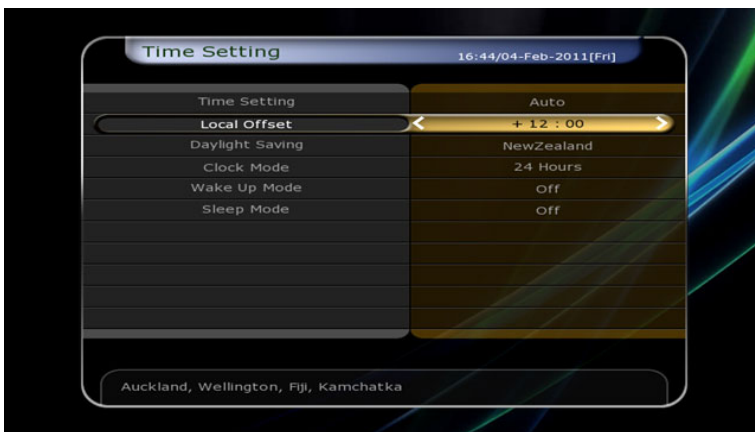 Time Setting 16:44/04-Feb-2011[Fri]
Time Setting Auto
Local Offset + 12 : 00
Daylight Saving NewZealand
Clock Mode 24 Hours
Wake Up Mode Off
Sleep Mode Off
Auckland, Wellington, Fiji, Kamchatka